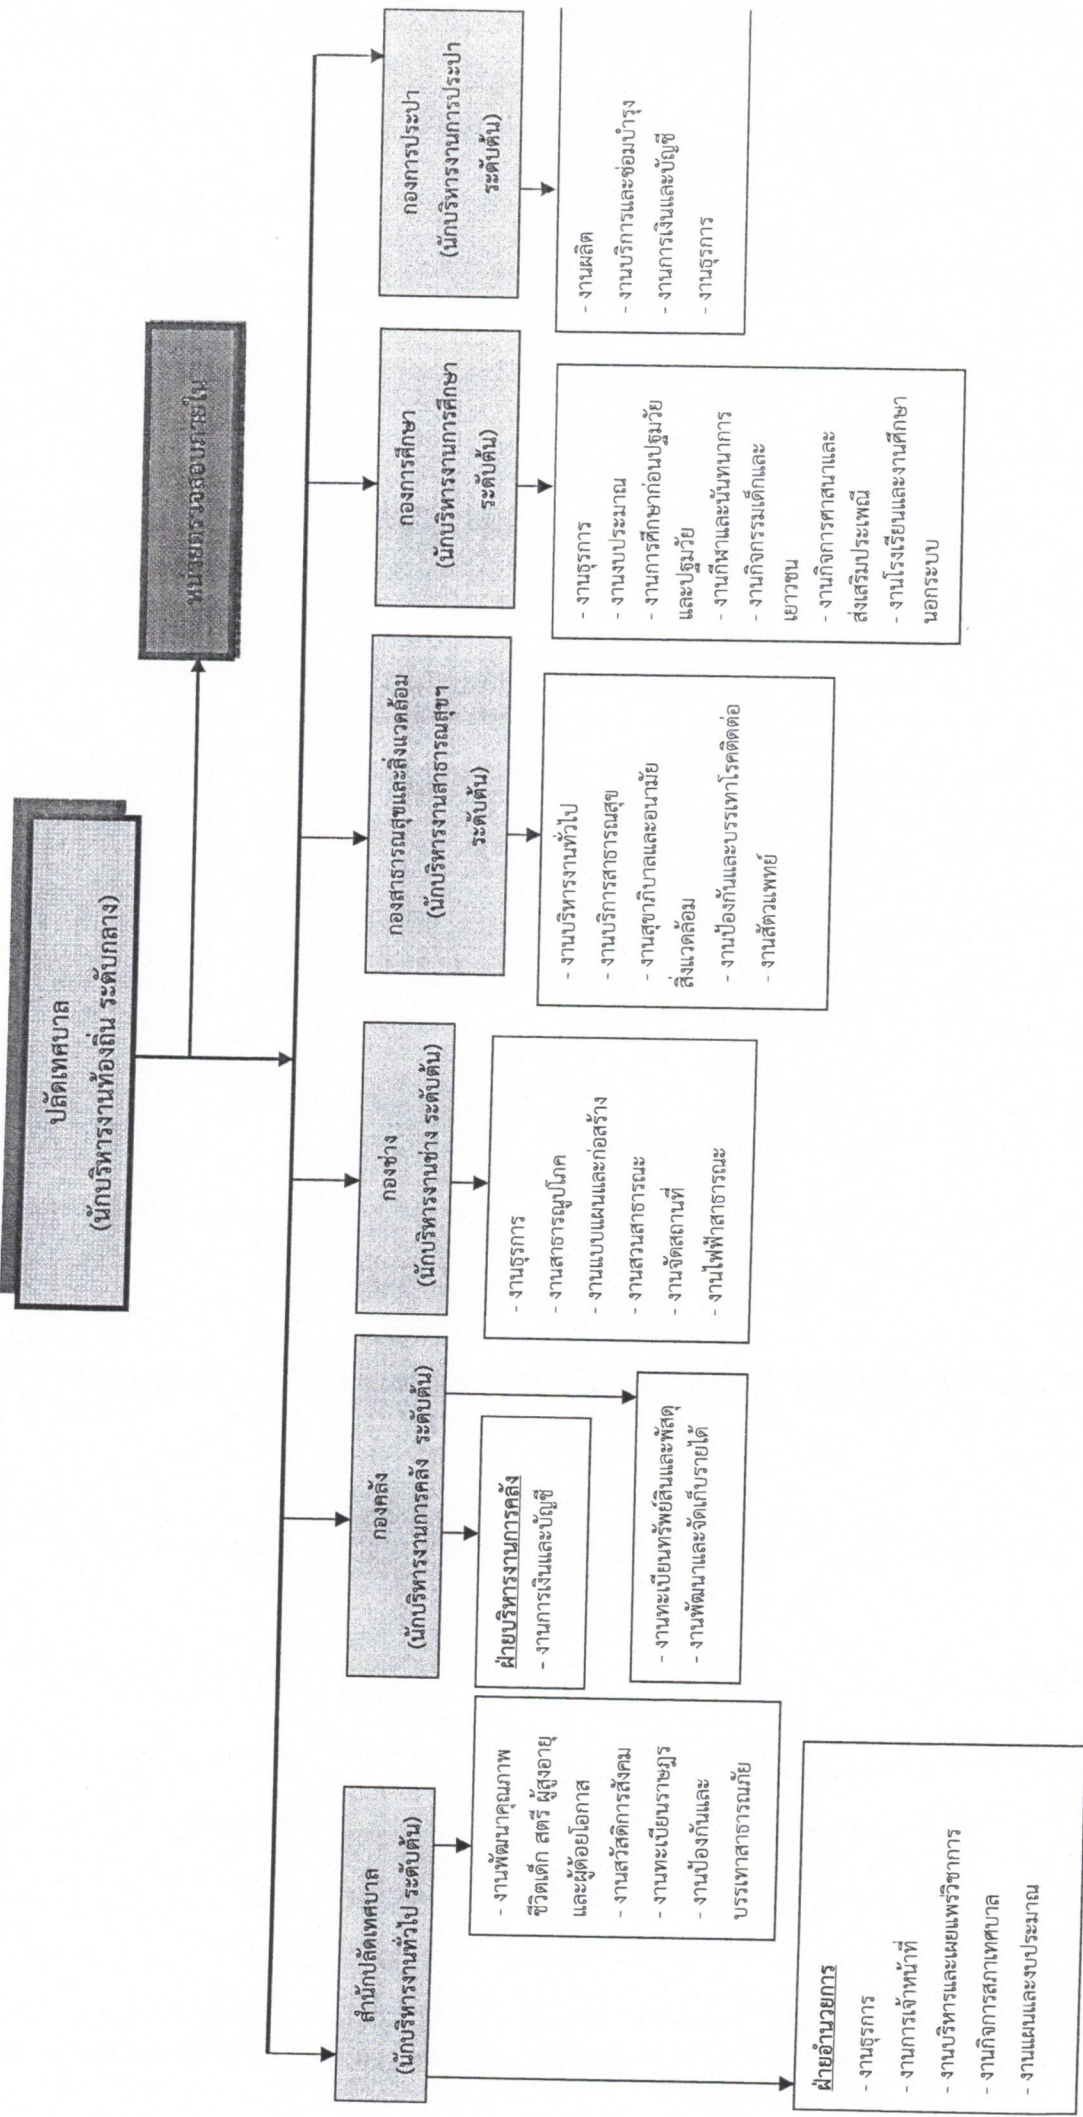 ปลัดเทศบาล
(นักบริหารงานท้องถิ่น ระดับกลาง)
หน่วยตรวจสอบภายใน
สำนักปลัดเทศบาล
(นักบริหารงานทั่วไป ระดับต้น)
- งานพัฒนาคุณภาพ
ชีวิตเด็ก สตรี ผู้สูงอายุ
และผู้ด้อยโอกาส
- งานสวัสดิการสังคม
- งานทะเบียนราษฎร
- งานป้องกันและ
บรรเทาสาธารณภัย
ฝ่ายอำนวยการ
- งานธุรการ
- งานการเจ้าหน้าที่
- งานบริหารและเผยแพร่วิชาการ
- งานกิจการสภาเทศบาล
- งานแผนและงบประมาณ
กองคลัง
(นักบริหารงานการคลัง ระดับต้น)
ฝ่ายบริหารงานการคลัง
- งานการเงินและบัญชี
- งานทะเบียนทรัพย์สินและพัสดุ
- งานพัฒนาและจัดเก็บรายได้
กองช่าง
(นักบริหารงานช่าง ระดับต้น)
- งานธุรการ
- งานสาธารณูปโภค
- งานแบบแผนและก่อสร้าง
- งานสวนสาธารณะ
- งานจัดสถานที่
- งานไฟฟ้าสาธารณะ
กองสาธารณสุขและสิ่งแวดล้อม
(นักบริหารงานสาธารณสุขฯ
ระดับต้น)
- งานบริหารงานทั่วไป
- งานบริการสาธารณสุข
- งานสุขาภิบาลและอนามัย
สิ่งแวดล้อม
- งานป้องกันและบรรเทาโรคติดต่อ
- งานสัตวแพทย์
กองการศึกษา
(นักบริหารงานการศึกษา
ระดับต้น)
- งานธุรการ
- งานงบประมาณ
- งานการศึกษาก่อนปฐมวัย
และปฐมวัย
- งานกีฬาและนันทนาการ
- งานกิจกรรมเด็กและ
เยาวชน
- งานกิจการศาสนาและ
ส่งเสริมประเพณี
- งานโรงเรียนและงานศึกษา
นอกระบบ
กองการประปา
(นักบริหารงานการประปา
ระดับต้น)
- งานผลิต
- งานบริการและซ่อมบำรุง
- งานการเงินและบัญชี
- งานธุรการ